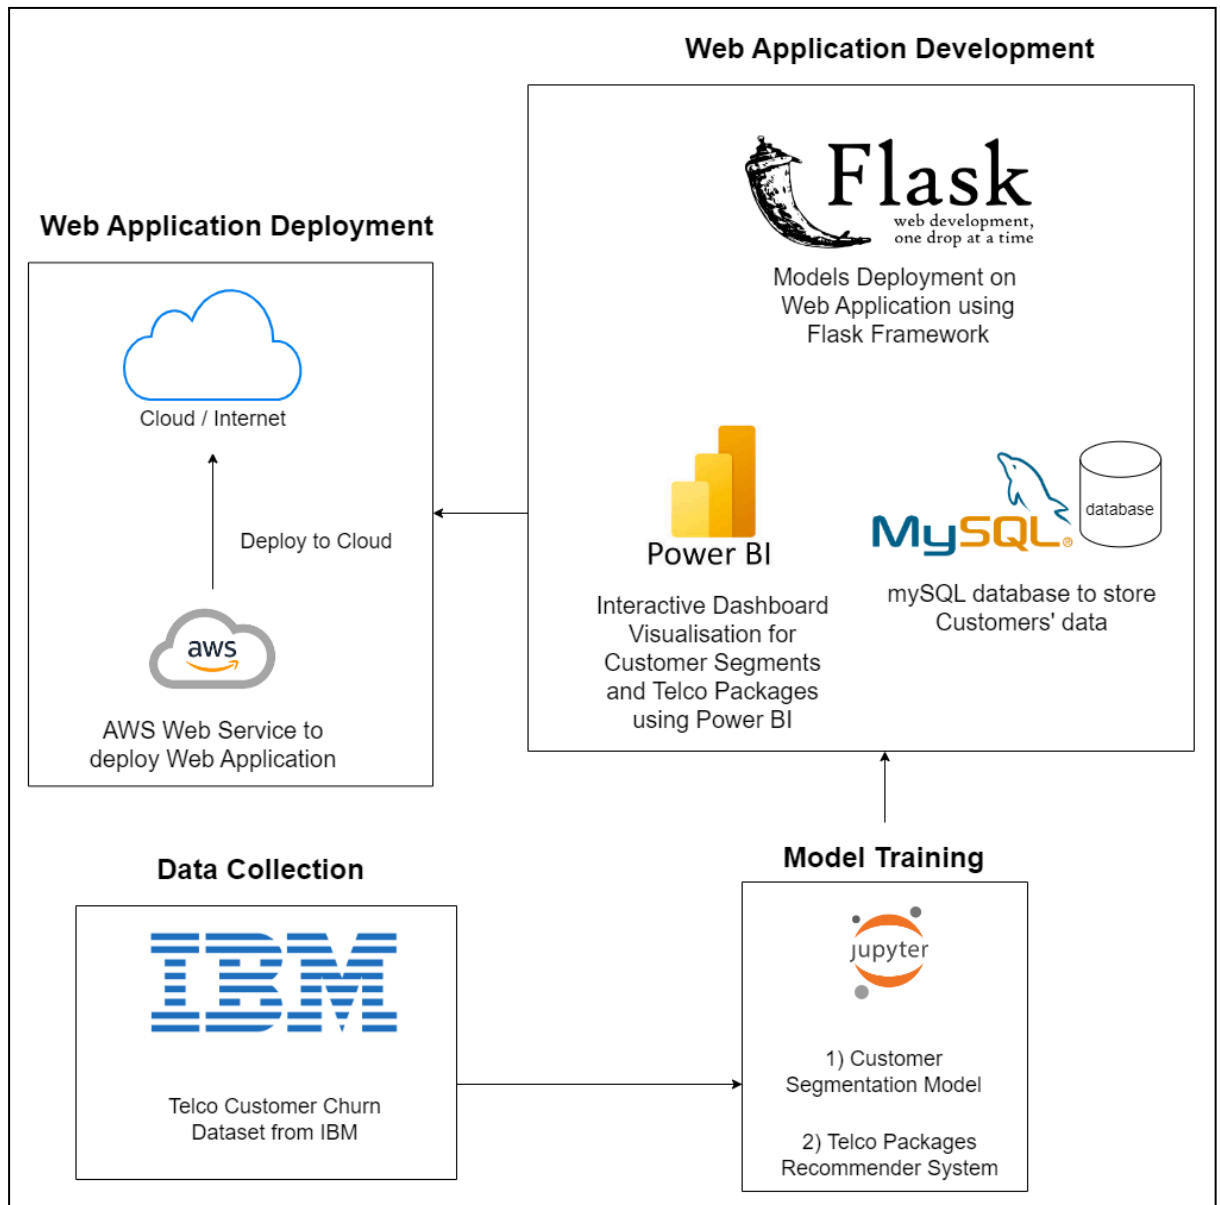 Web Application Development
Flask
web development,
one drop at a time
Models Deployment on
Web Application using
Flask Framework
Power BI
Interactive Dashboard
Visualisation for
Customer Segments
and Telco Packages
using Power BI
MySQL®
database
mySQL database to store
Customers' data
Web Application Deployment
Cloud / Internet
Deploy to Cloud
aws
AWS Web Service to
deploy Web Application
Data Collection
IBM
Telco Customer Churn
Dataset from IBM
Model Training
jupyter
1) Customer
Segmentation Model
2) Telco Packages
Recommender System